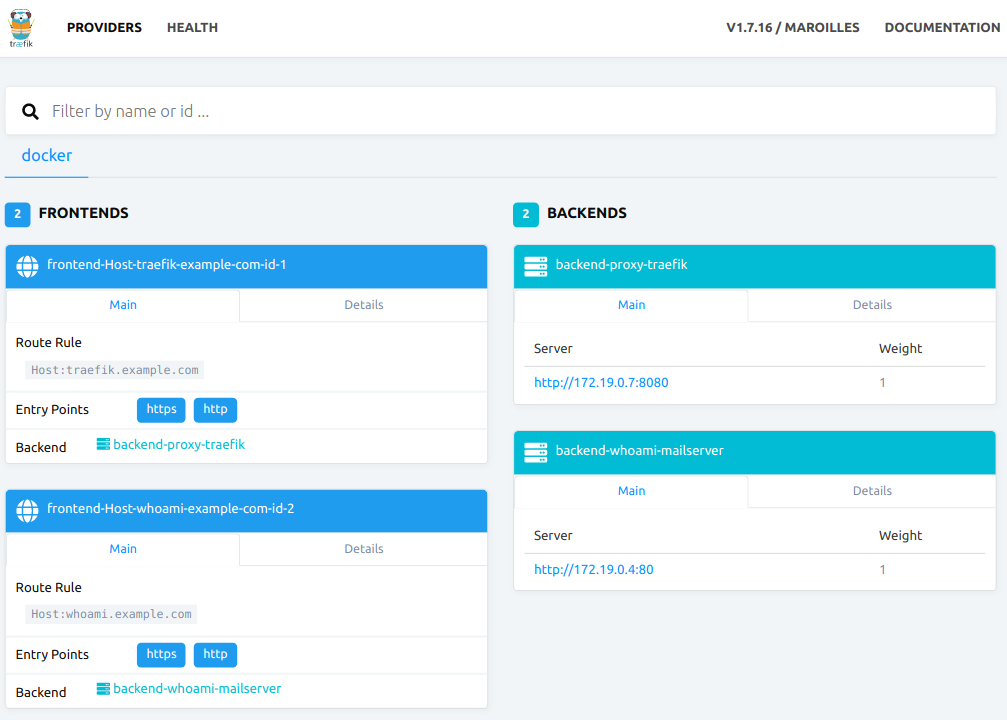 træfik
PROVIDERS HEALTH V1.7.16 / MAROILLES DOCUMENTATION
Filter by name or id ...
docker
2 FRONTENDS
frontend-Host-traefik-example-com-id-1
Main Details
Route Rule
Host:traefik.example.com
Entry Points https http
Backend backend-proxy-traefik
frontend-Host-whoami-example-com-id-2
Main Details
Route Rule
Host:whoami.example.com
Entry Points https http
Backend backend-whoami-mailserver
2 BACKENDS
backend-proxy-traefik
Main Details
Server Weight
http://172.19.0.7:8080 1
backend-whoami-mailserver
Main Details
Server Weight
http://172.19.0.4:80 1